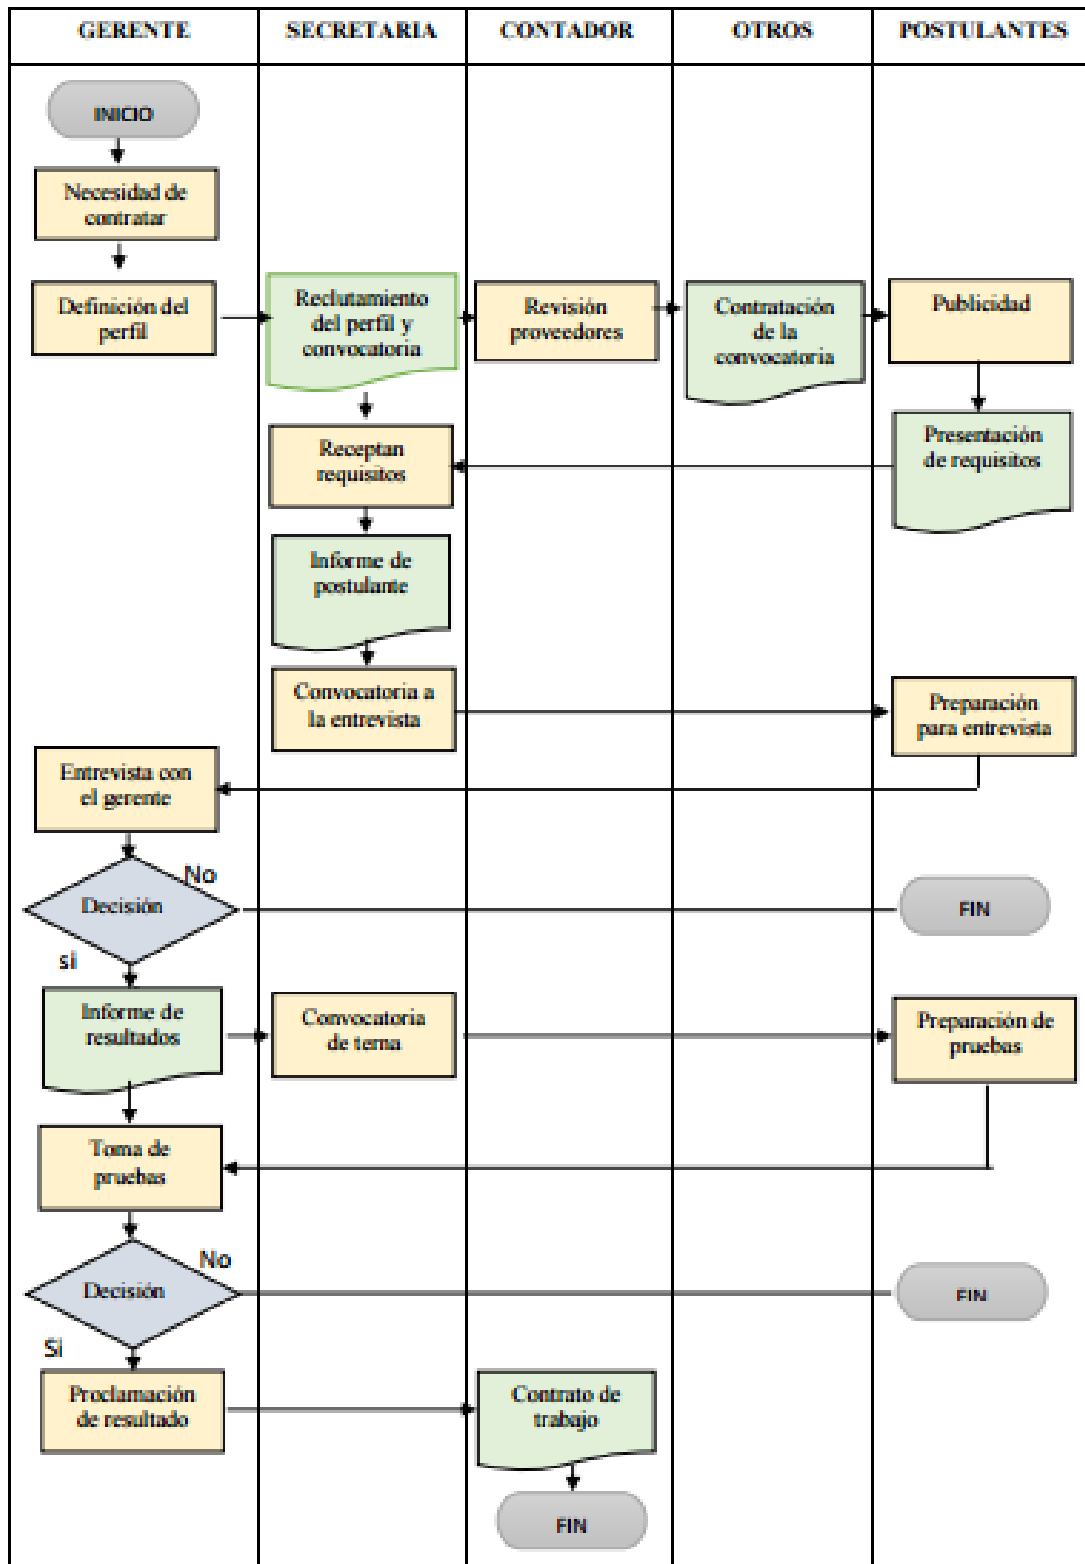 GERENTE
SECRETARIA
CONTADOR
OTROS
POSTULANTES
INICIO
Necesidad de
contratar
Definición del
perfil
Reclutamiento
del perfil y
convocatoria
Revisión
proveedores
Contratación
de la
convocatoria
Publicidad
Receptan
requisitos
Presentación
de requisitos
Informe de
postulante
Convocatoria a
la entrevista
Preparación
para entrevista
Entrevista con
el gerente
No
Decisión
FIN
si
Informe de
resultados
Convocatoria
de terna
Preparación de
pruebas
Toma de
pruebas
No
Decisión
FIN
Si
Proclamación
de resultado
Contrato de
trabajo
FIN